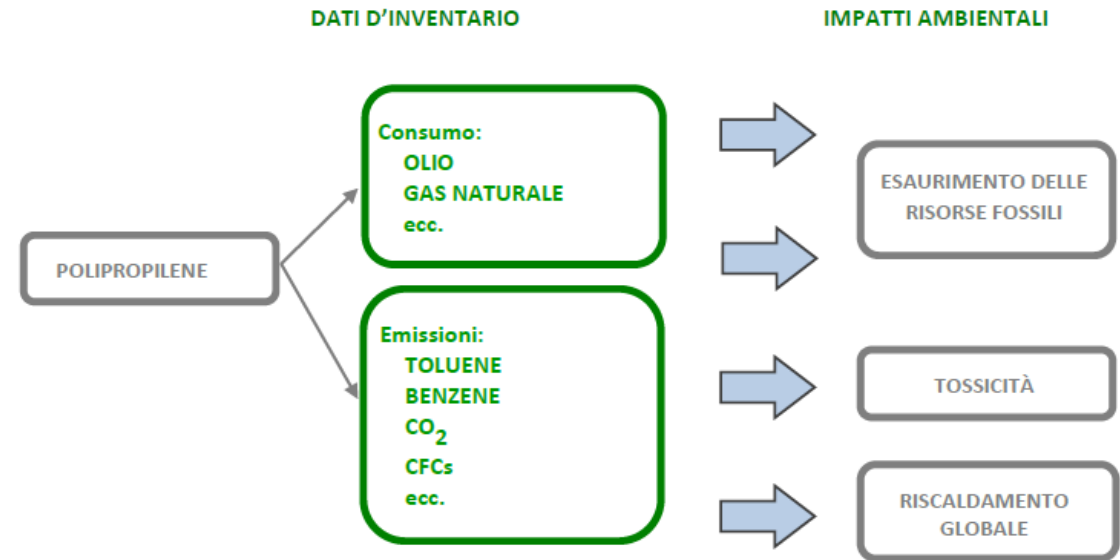 DATI D'INVENTARIO
IMPATTI AMBIENTALI
POLIPROPILENE
Consumo:
OLIO
GAS NATURALE
ecc.
Emissioni:
TOLUENE
BENZENE
CO2
CFCs
ecc.
ESAURIMENTO DELLE
RISORSE FOSSILI
TOSSICITÀ
RISCALDAMENTO
GLOBALE